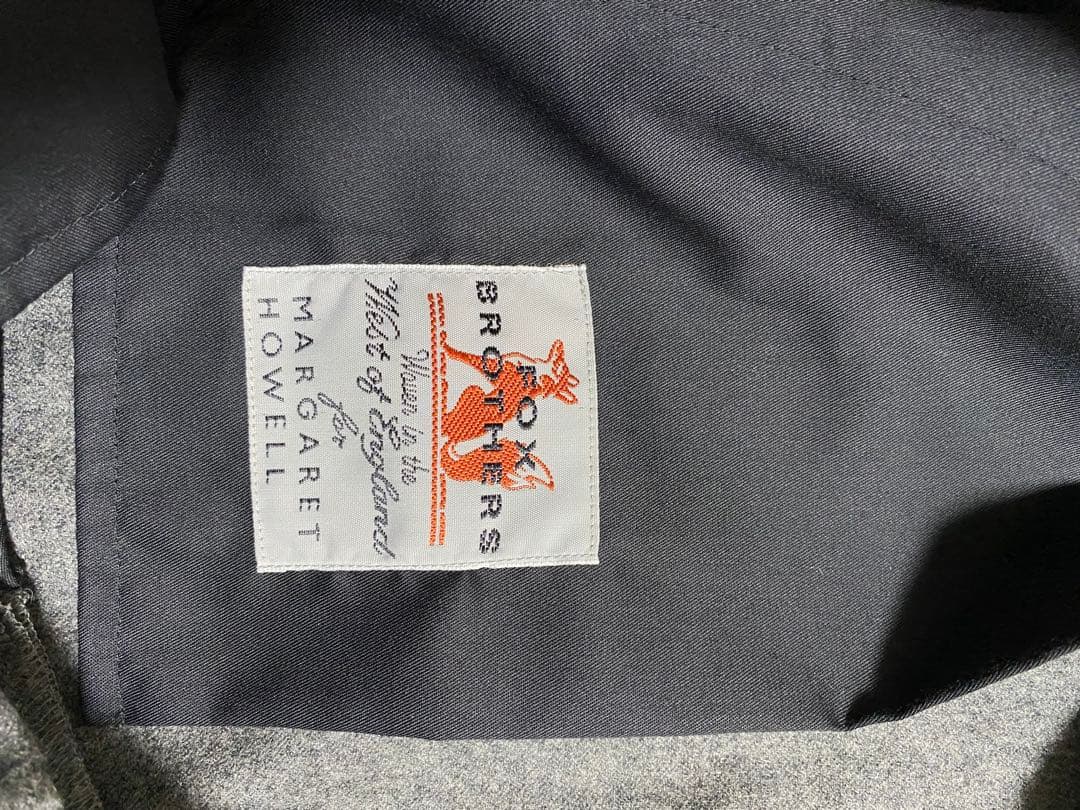 FOX
BROTHERS
Woven in the
"West of England
for
MARGARET
HOWELL